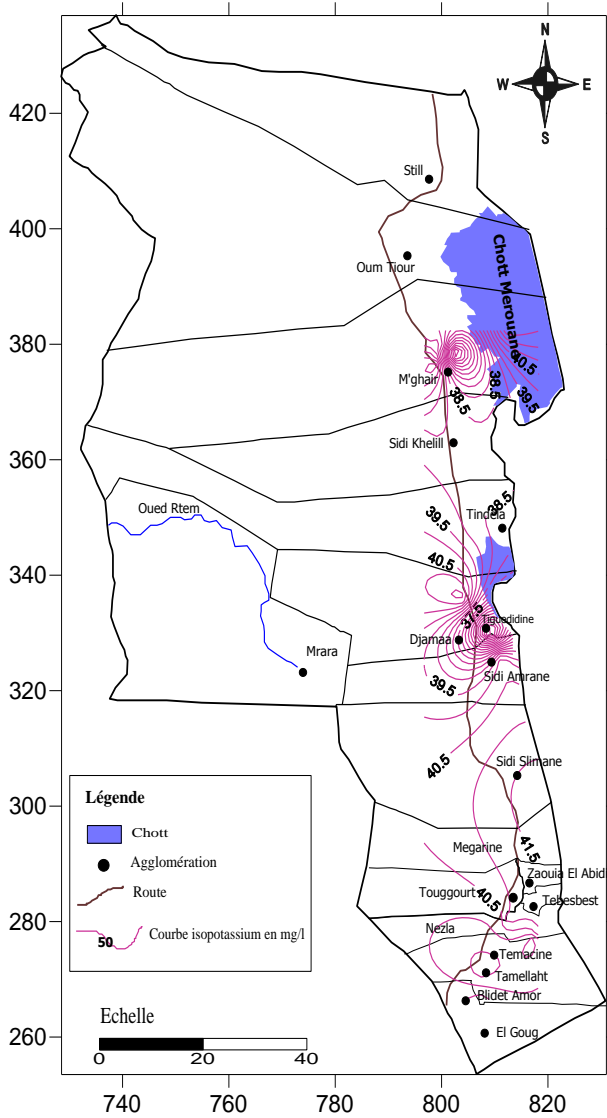 N
W E
S
420
400
380
360
340
320
300
280
260
Still
Oum Tiour
Chott Merouane
40.5
M'ghair
38.5
38.5
39.5
Sidi Khelill
39.5
38.5
Tindela
Oued Rtem
40.5
37.5
Tiguedidine
Djamaa
Mrara
39.5
Sidi Amrane
40.5
Sidi Slimane
41.5
Megarine
Zaouia El Abid
Touggourt
40.5
Tebesbest
Nezla
Temacine
Tamellaht
Blidet Amor
El Goug
Légende
Chott
Agglomération
Route
50 Courbe isopotassium en mg/l
Echelle
0 20 40
740 760 780 800 820